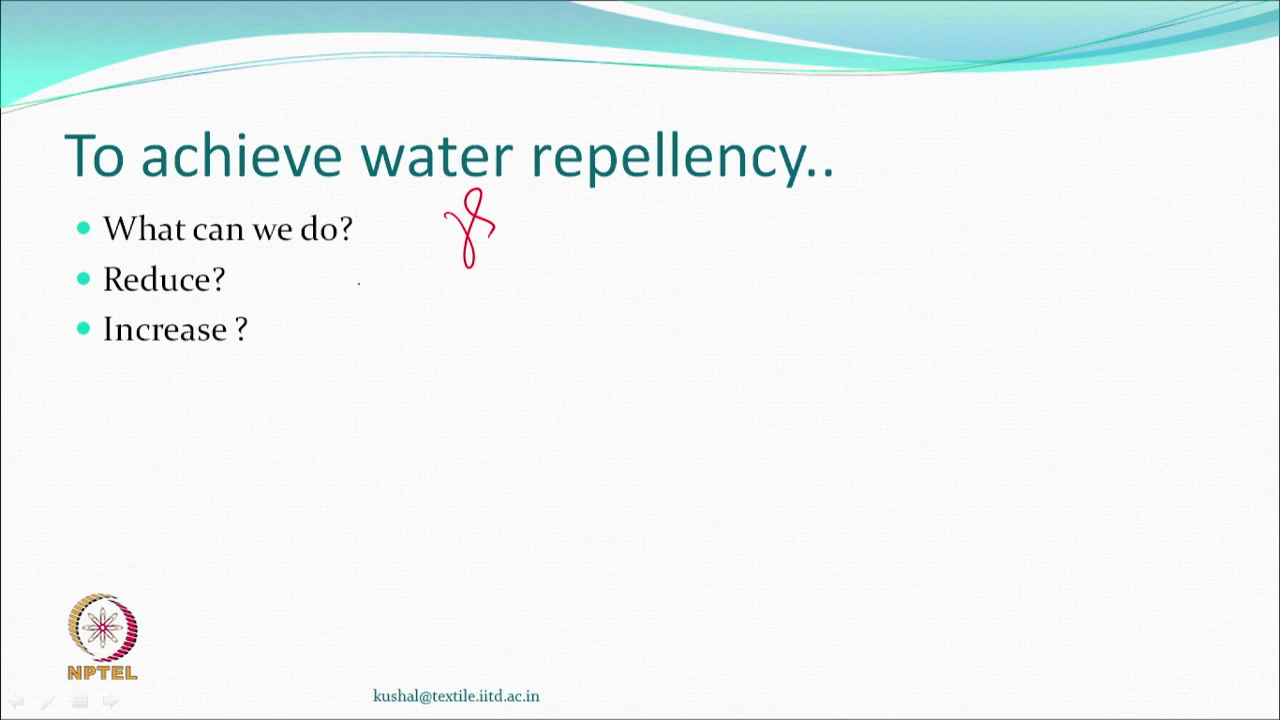 To achieve water repellency..
What can we do?
Reduce?
Increase ?
NPTEL
kushal@textile.iitd.ac.in